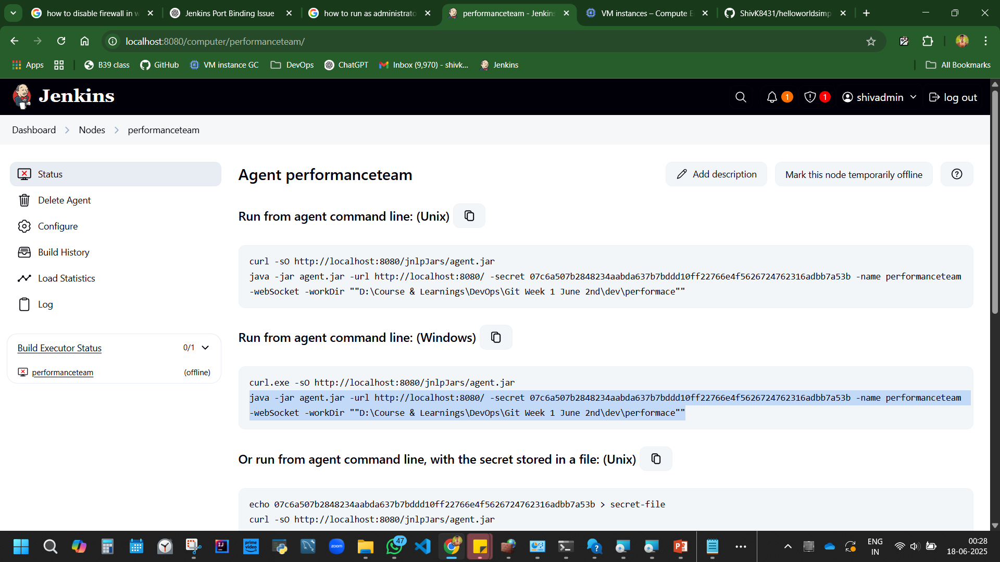 how to disable firewall in w
Jenkins Port Binding Issue
how to run as administrato
performanceteam - Jenkins
VM instances – Compute E
ShivK8431/helloworldsimp
localhost:8080/computer/performanceteam/
Apps
B39 class
GitHub
VM instance GC
DevOps
ChatGPT
Inbox (9,970) - shivk...
Jenkins
All Bookmarks
Jenkins
1
1
shivadmin
log out
Dashboard
Nodes
performanceteam
Status
Delete Agent
Configure
Build History
Load Statistics
Log
Build Executor Status
0/1
performanceteam
(offline)
Agent performanceteam
Add description
Mark this node temporarily offline
Run from agent command line: (Unix)
curl -sO http://localhost:8080/jnlpJars/agent.jar
java -jar agent.jar -url http://localhost:8080/ -secret 07c6a507b2848234aabda637b7bddd10ff22766e4f5626724762316adbb7a53b -name performanceteam
-webSocket -workDir ""D:\Course & Learnings\DevOps\Git Week 1 June 2nd\dev\performace""
Run from agent command line: (Windows)
curl.exe -sO http://localhost:8080/jnlpJars/agent.jar
java -jar agent.jar -url http://localhost:8080/ -secret 07c6a507b2848234aabda637b7bddd10ff22766e4f5626724762316adbb7a53b -name performanceteam
-webSocket -workDir ""D:\Course & Learnings\DevOps\Git Week 1 June 2nd\dev\performace""
Or run from agent command line, with the secret stored in a file: (Unix)
echo 07c6a507b2848234aabda637b7bddd10ff22766e4f5626724762316adbb7a53b > secret-file
curl -sO http://localhost:8080/jnlpJars/agent.jar
prime
video
zoom
47
ENG
IN
00:28
18-06-2025